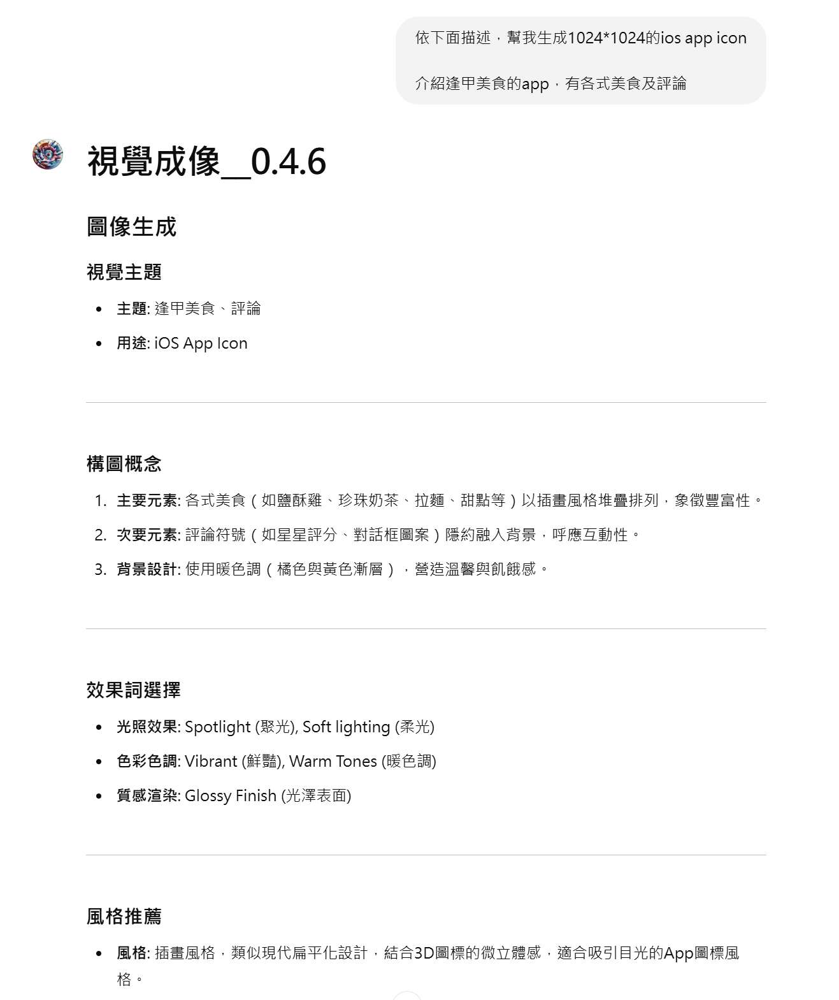 依下面描述，幫我生成1024*1024的ios app icon
介紹逢甲美食的app，有各式美食及評論
視覺成像__0.4.6
圖像生成
視覺主題
• 主題: 逢甲美食、評論
• 用途: iOS App Icon
構圖概念
1. 主要元素: 各式美食（如鹽酥雞、珍珠奶茶、拉麵、甜點等）以插畫風格堆疊排列，象徵豐富性。
2. 次要元素: 評論符號（如星星評分、對話框圖案）隱約融入背景，呼應互動性。
3. 背景設計: 使用暖色調（橘色與黃色漸層），營造溫馨與飢餓感。
效果詞選擇
• 光照效果: Spotlight (聚光), Soft lighting (柔光)
• 色彩色調: Vibrant (鮮豔), Warm Tones (暖色調)
• 質感渲染: Glossy Finish (光澤表面)
風格推薦
• 風格: 插畫風格，類似現代扁平化設計，結合3D圖標的微立體感，適合吸引目光的App圖標風
格。